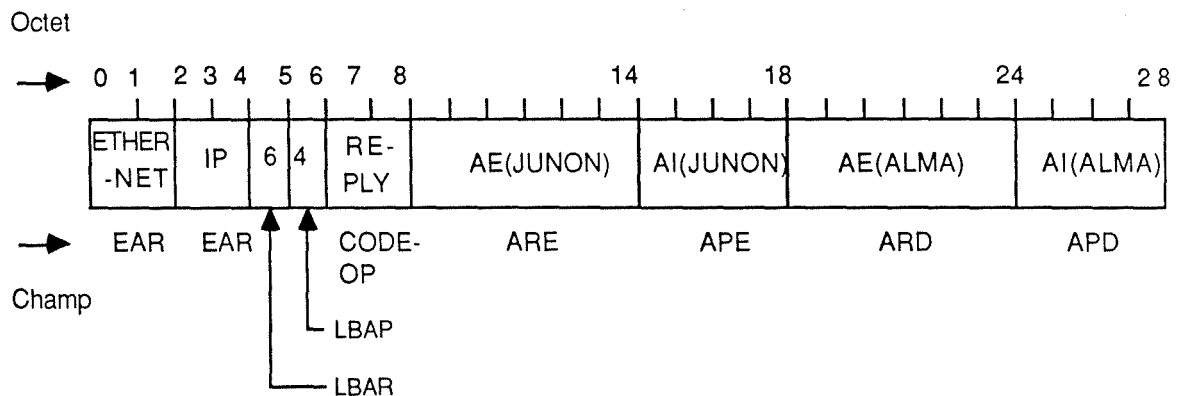 Octet
0 1 2 3 4 5 6 7 8 14 18 24 28
ETHER
-NET
IP
6
4
RE-
PLY
AE(JUNON)
AI(JUNON)
AE(ALMA)
AI(ALMA)
EAR EAR CODE-
OP ARE APE ARD APD
Champ
LBAP
LBAR